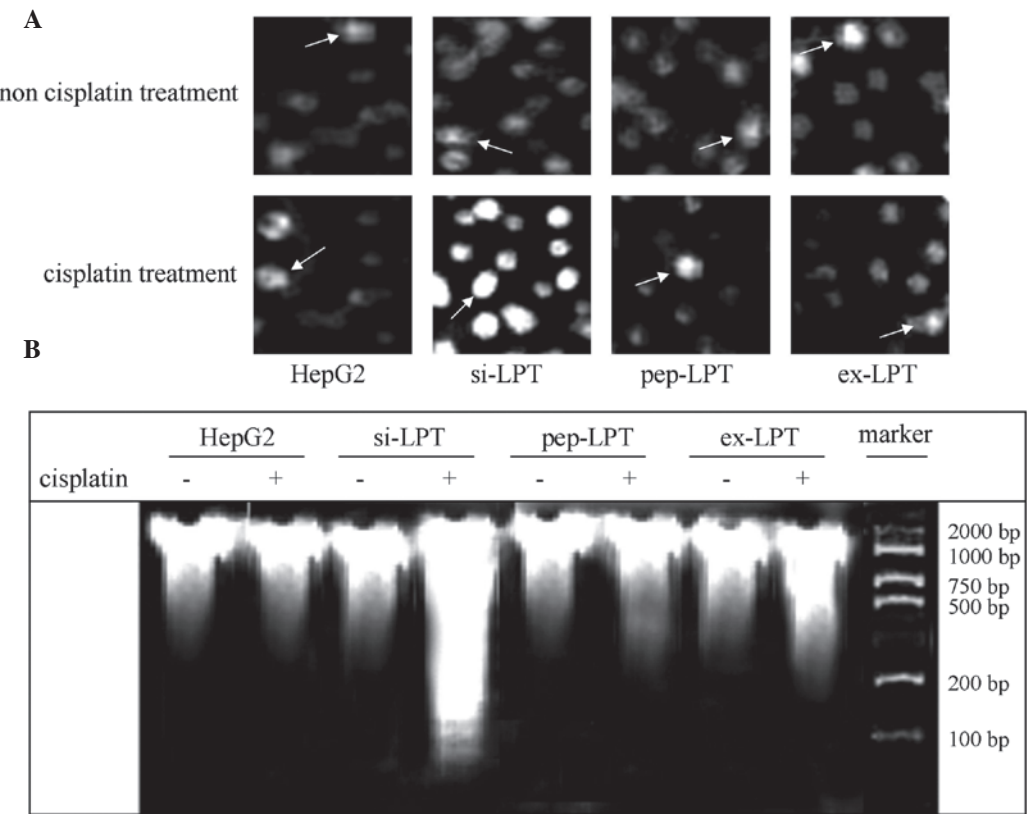 A
non cisplatin treatment
cisplatin treatment
HepG2 si-LPT pep-LPT ex-LPT
B
HepG2 si-LPT pep-LPT ex-LPT marker
cisplatin - + - + - + - +
2000 bp
1000 bp
750 bp
500 bp
200 bp
100 bp